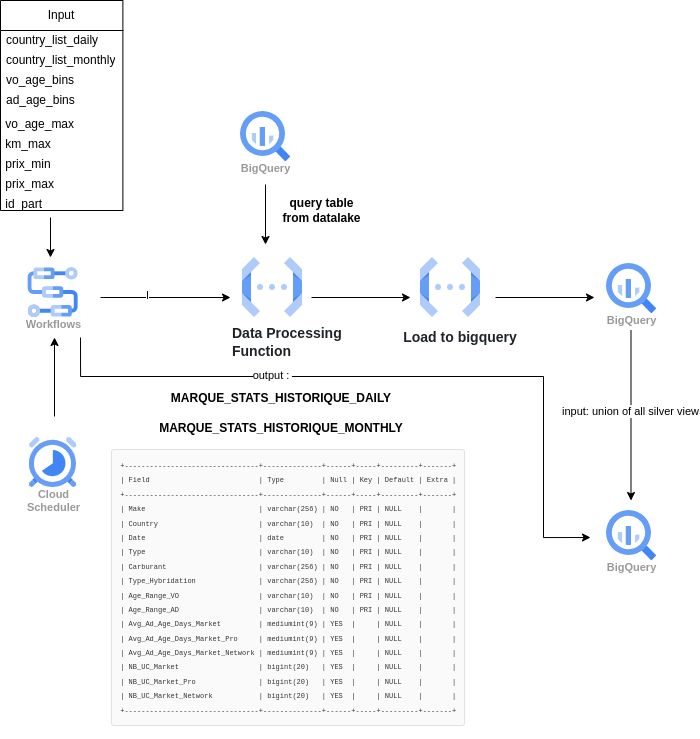 Input
country_list_daily
country_list_monthly
vo_age_bins
ad_age_bins
vo_age_max
km_max
prix_min
prix_max
id_part
BigQuery
query table
from datalake
Workflows
Data Processing
Function
Load to bigquery
BigQuery
output :
MARQUE_STATS_HISTORIQUE_DAILY
MARQUE_STATS_HISTORIQUE_MONTHLY
input: union of all silver view
Cloud
Scheduler
BigQuery
+--------------------------------+--------------+------+-----+---------+-------+
| Field | Type | Null | Key | Default | Extra |
+--------------------------------+--------------+------+-----+---------+-------+
| Make | varchar(256) | NO | PRI | NULL | |
| Country | varchar(10) | NO | PRI | NULL | |
| Date | date | NO | PRI | NULL | |
| Type | varchar(10) | NO | PRI | NULL | |
| Carburant | varchar(256) | NO | PRI | NULL | |
| Type_Hybridation | varchar(256) | NO | PRI | NULL | |
| Age_Range_VO | varchar(10) | NO | PRI | NULL | |
| Age_Range_AD | varchar(10) | NO | PRI | NULL | |
| Avg_Ad_Age_Days_Market | mediumint(9) | YES | | NULL | |
| Avg_Ad_Age_Days_Market_Pro | mediumint(9) | YES | | NULL | |
| Avg_Ad_Age_Days_Market_Network | mediumint(9) | YES | | NULL | |
| NB_UC_Market | bigint(20) | YES | | NULL | |
| NB_UC_Market_Pro | bigint(20) | YES | | NULL | |
| NB_UC_Market_Network | bigint(20) | YES | | NULL | |
+--------------------------------+--------------+------+-----+---------+-------+